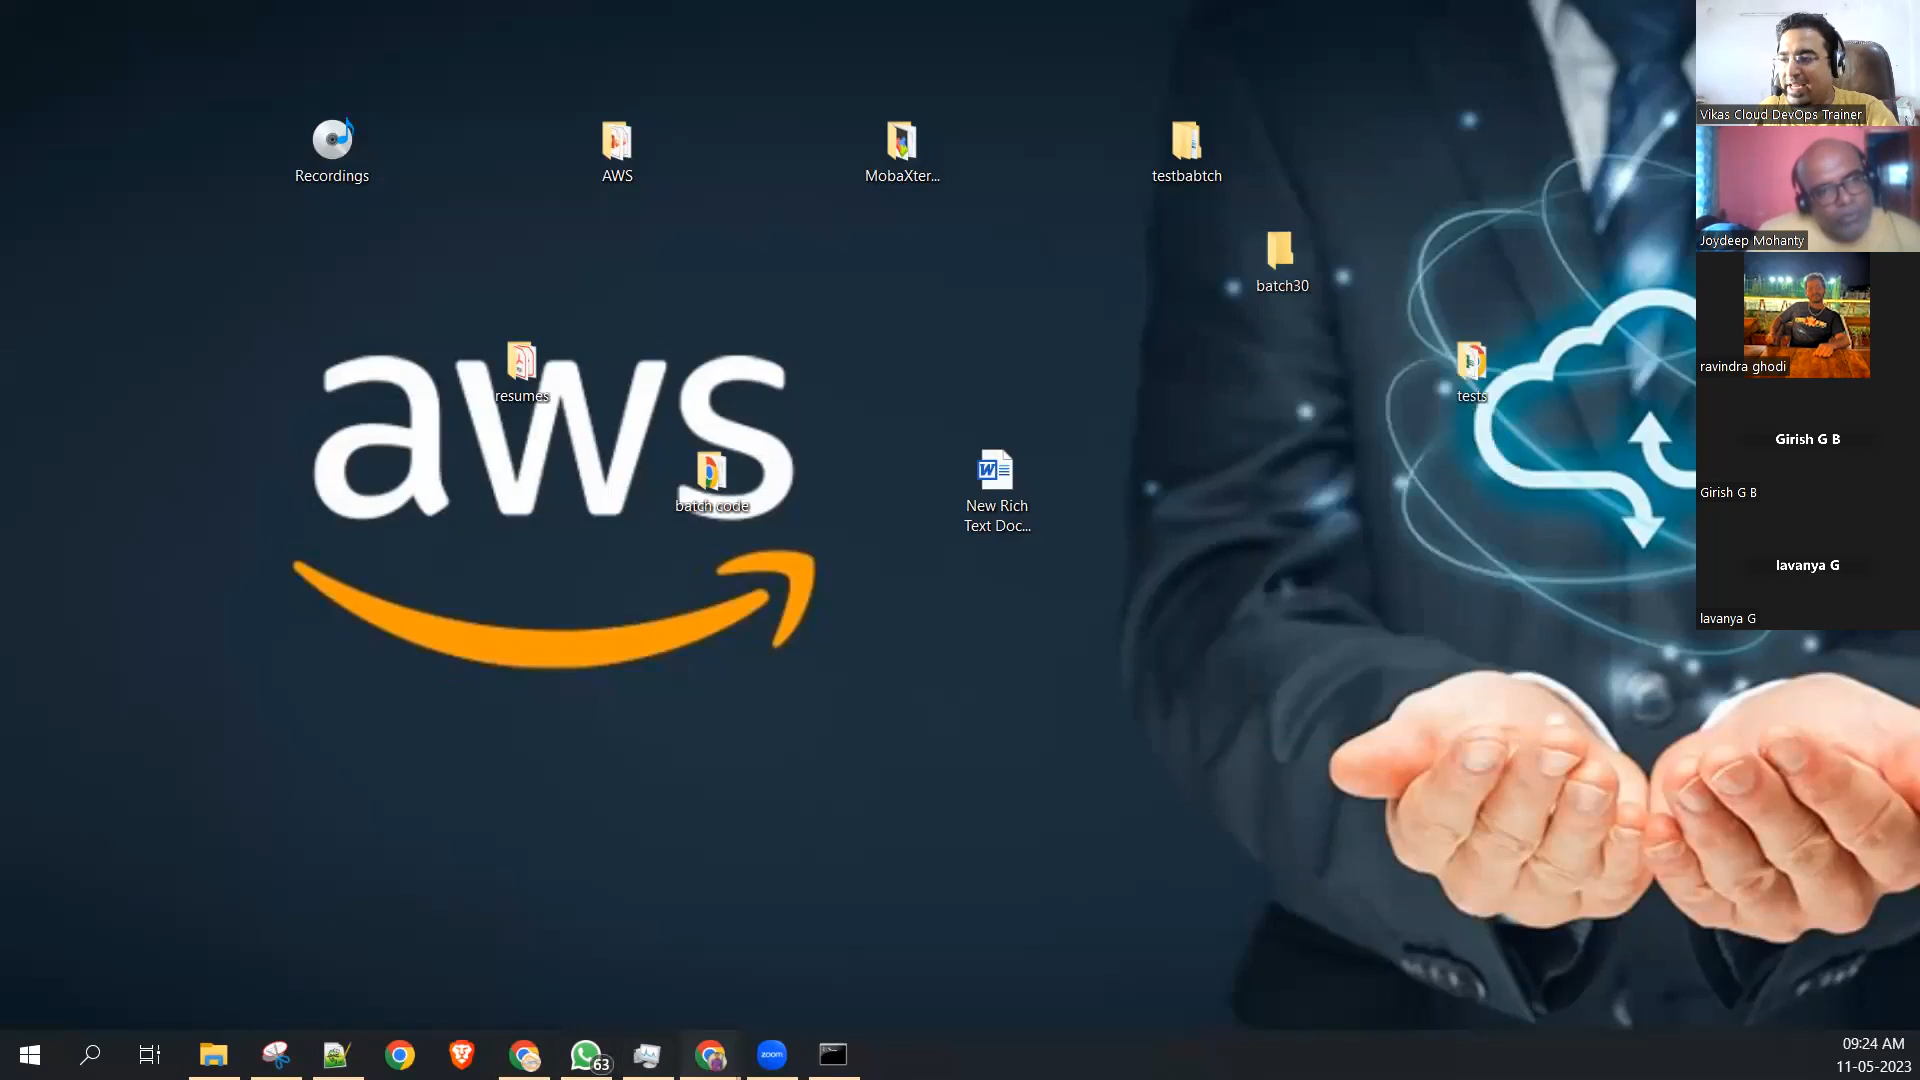 Recordings
AWS
MobaXter...
testbabtch
batch30
resumes
tests
batch code
New Rich
Text Doc...
aws
Vikas Cloud DevOps Trainer
Joydeep Mohanty
ravindra ghodi
Girish G B
Girish G B
lavanya G
lavanya G
63
zoom
09:24 AM
11-05-2023